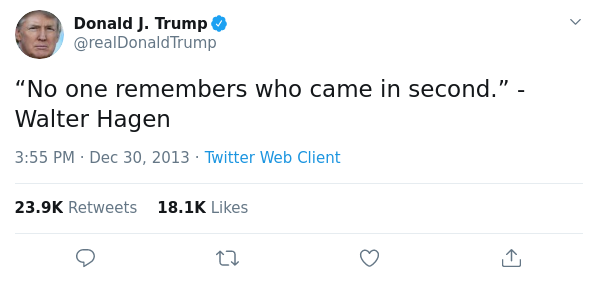 Donald J. Trump
@realDonaldTrump
“No one remembers who came in second.” -
Walter Hagen
3:55 PM · Dec 30, 2013 · Twitter Web Client
23.9K Retweets 18.1K Likes